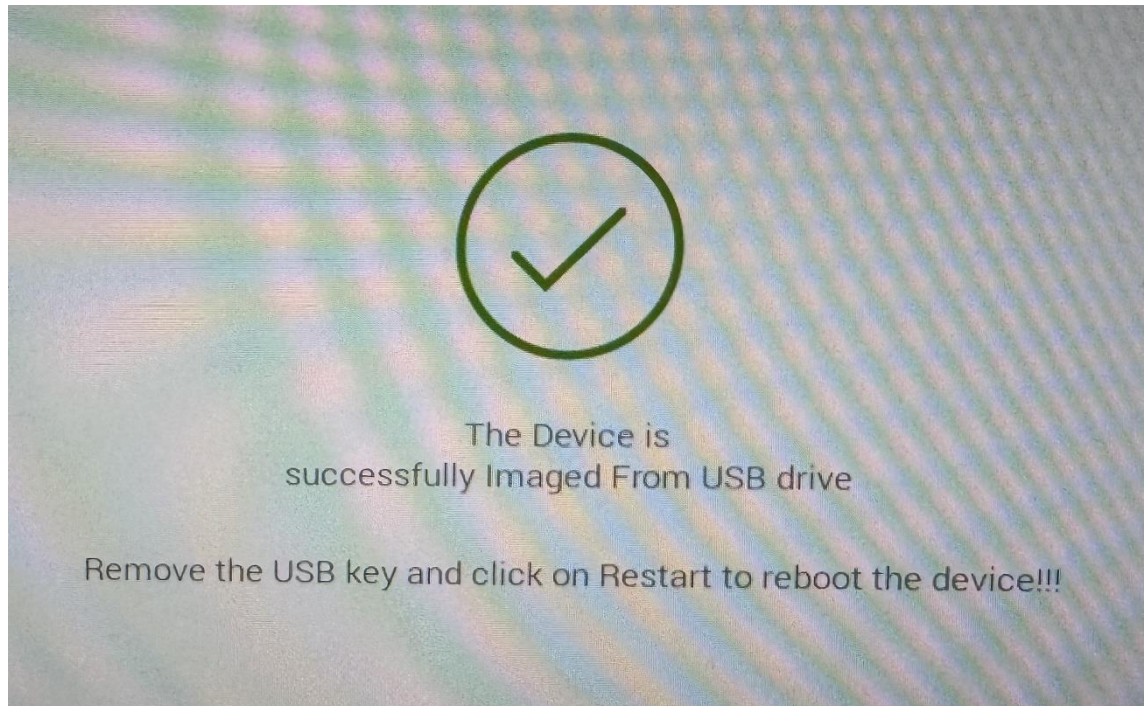 The Device is
successfully Imaged From USB drive
Remove the USB key and click on Restart to reboot the device!!!